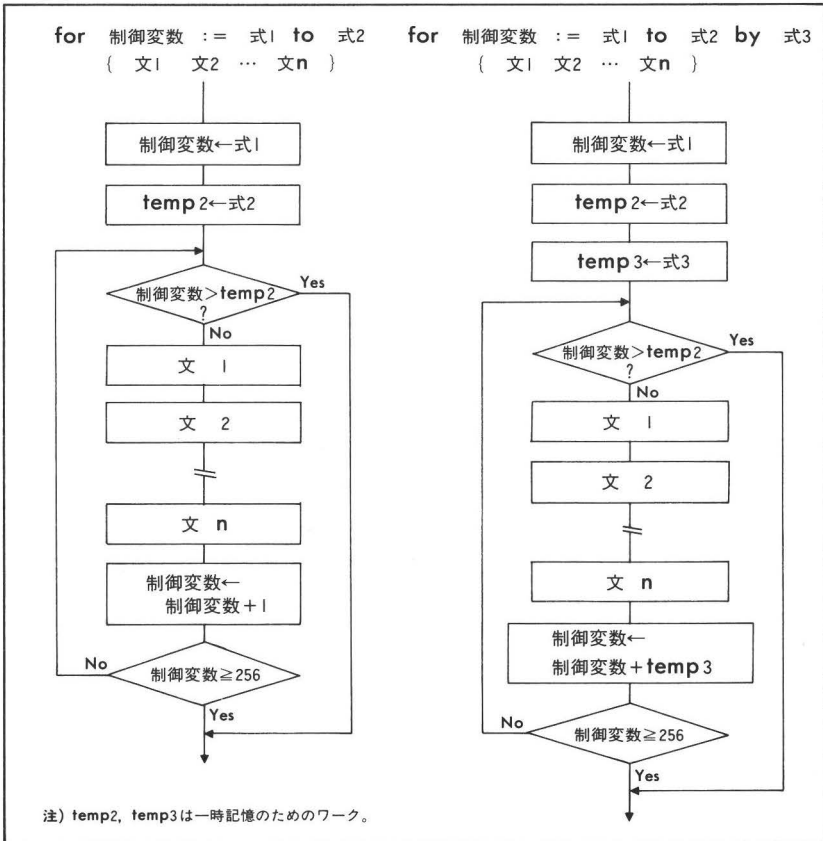 for 制御変数 := 式1 to 式2
{ 文1 文2 … 文n }
制御変数←式1
temp2←式2
制御変数>temp2
?
Yes
No
文 1
文 2
文 n
制御変数←
制御変数+1
No
制御変数≧256
Yes
for 制御変数 := 式1 to 式2 by 式3
{ 文1 文2 … 文n }
制御変数←式1
temp2←式2
temp3←式3
制御変数>temp2
?
Yes
No
文 1
文 2
文 n
制御変数←
制御変数+temp3
No
制御変数≧256
Yes
注) temp2, temp3は一時記憶のためのワーク。